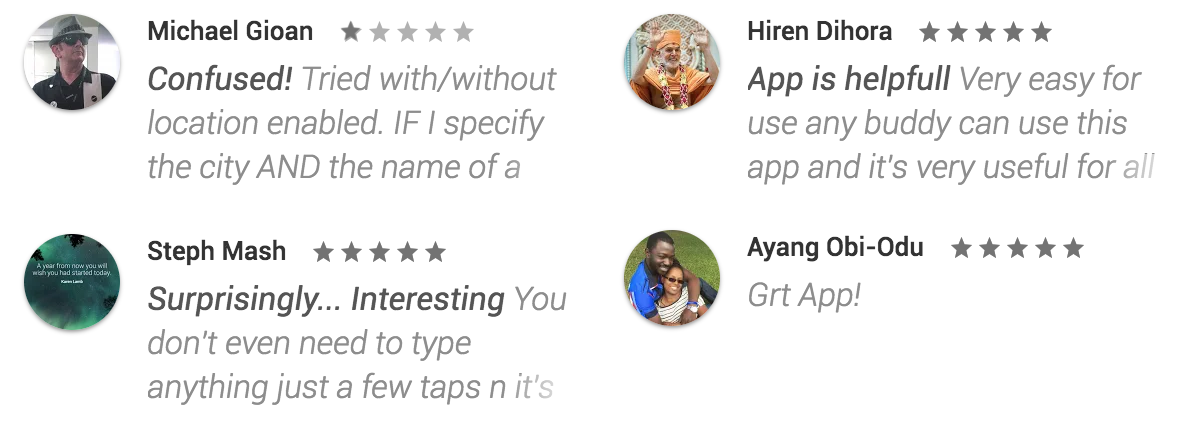 Michael Gioan
Confused! Tried with/without
location enabled. IF I specify
the city AND the name of a
Hiren Dihora
App is helpfull Very easy for
use any buddy can use this
app and it's very useful for all
A year from now you will
wish you had started today.
Karen Lamb
Steph Mash
Surprisingly... Interesting You
don't even need to type
anything just a few taps n it's
Ayang Obi-Odu
Grt App!